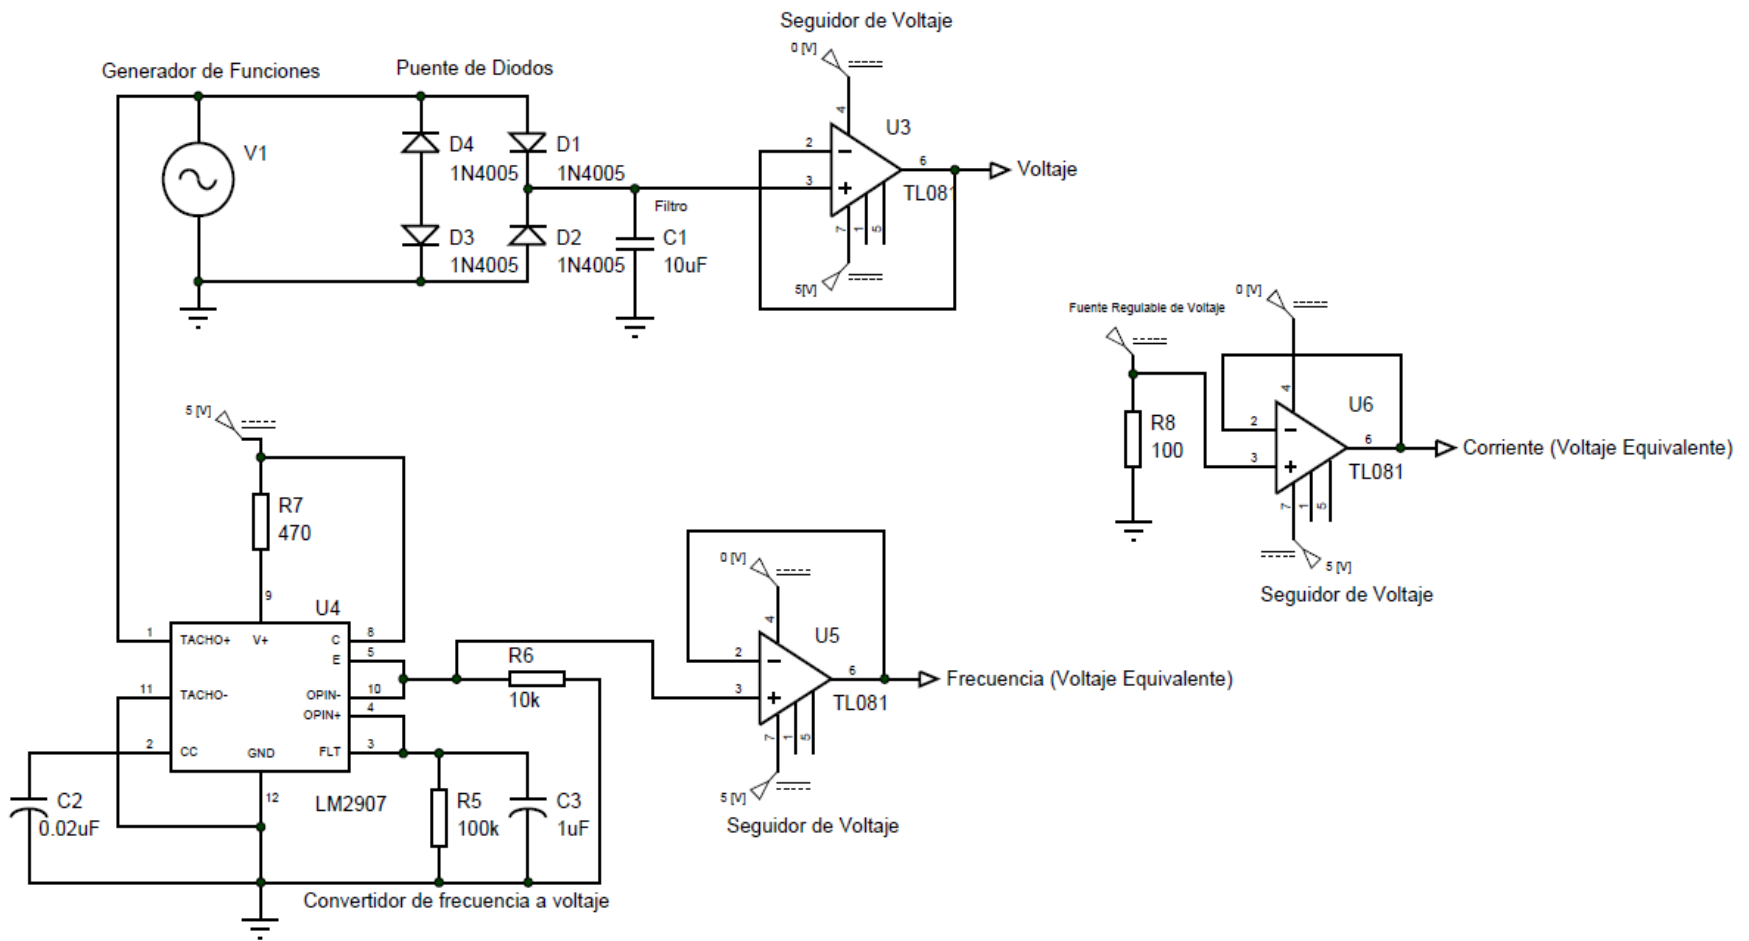 Seguidor de Voltaje
0 [V]
Generador de Funciones
Puente de Diodos
4
U3
V1
D4
1N4005
D1
1N4005
2
3
6
TL081
Voltaje
Filtro
7
1
5
D3
1N4005
D2
1N4005
C1
10uF
5[V]
Fuente Regulable de Voltaje
0 [V]
4
U6
R8
100
2
3
6
TL081
Corriente (Voltaje Equivalente)
7
1
5
5 [V]
Seguidor de Voltaje
5 [V]
R7
470
9
U4
1
TACHO+
V+
C
8
E
5
11
TACHO-
OPIN-
10
OPIN+
4
2
CC
GND
FLT
3
12
LM2907
C2
0.02uF
R5
100k
C3
1uF
R6
10k
0 [V]
4
U5
2
3
6
TL081
Frecuencia (Voltaje Equivalente)
7
1
5
5 [V]
Seguidor de Voltaje
Convertidor de frecuencia a voltaje